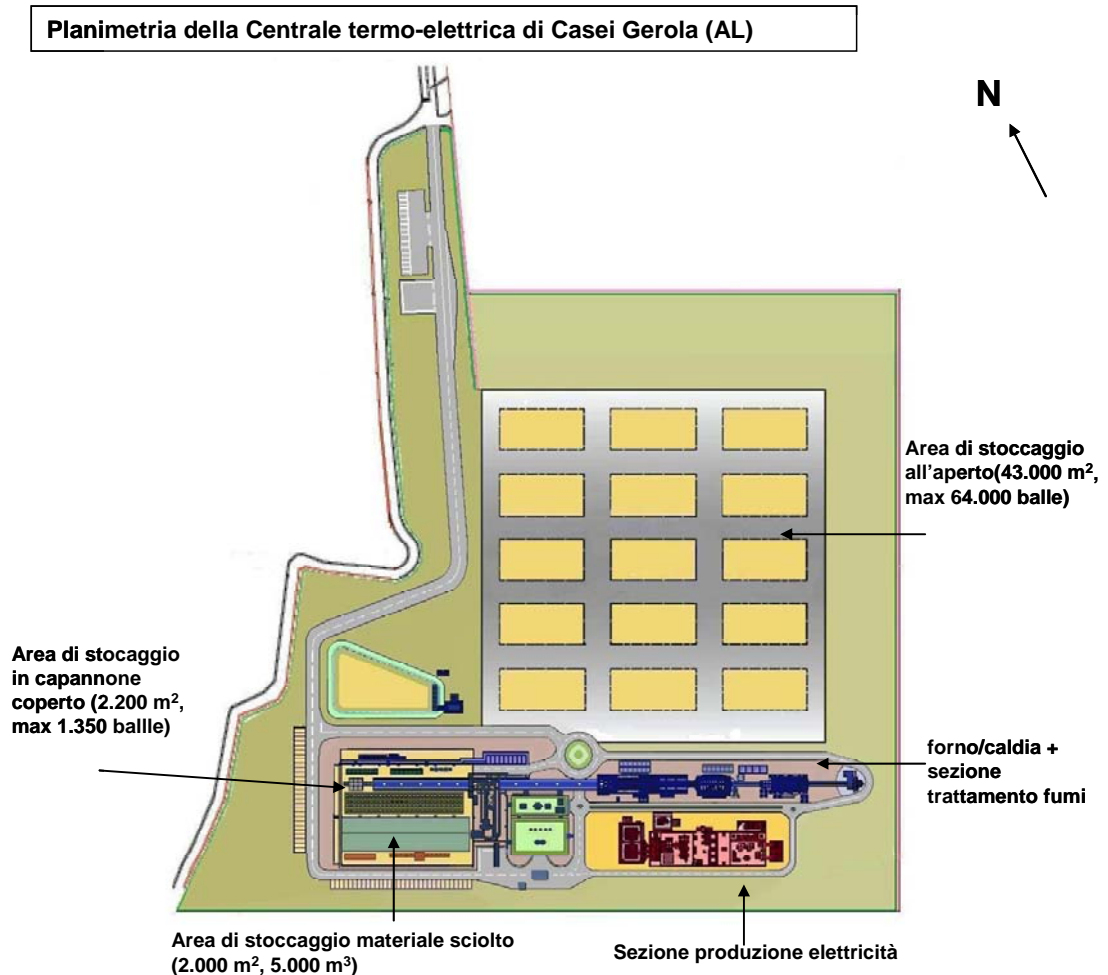 Planimetria della Centrale termo-elettrica di Casei Gerola (AL)
N
Area di stoccaggio
all'aperto(43.000 m²,
max 64.000 balle)
Area di stocaggio
in capannone
coperto (2.200 m²,
max 1.350 ballle)
forno/caldia +
sezione
trattamento fumi
Area di stoccaggio materiale sciolto
(2.000 m², 5.000 m³)
Sezione produzione elettricità